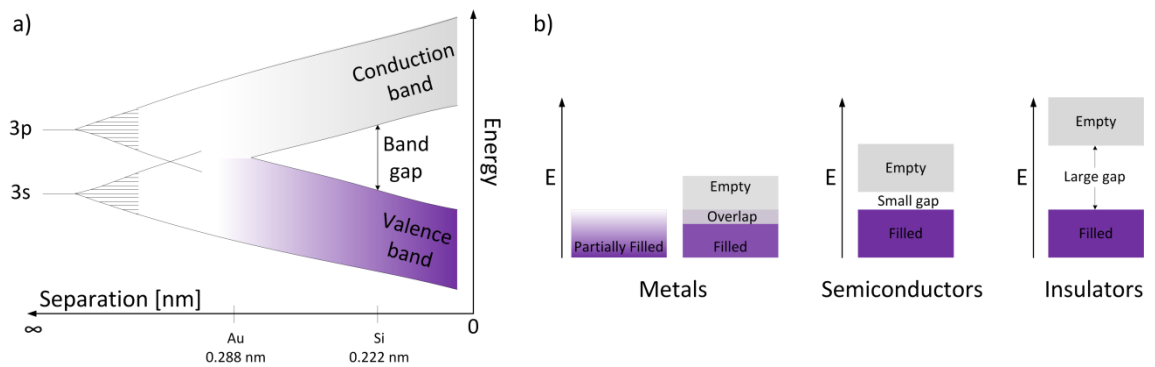 a)
3p
3s
Conduction
band
Band
gap
Valence
band
Energy
Separation [nm]
∞
0
Au
0.288 nm
Si
0.222 nm
b)
E
Partially Filled
Empty
Overlap
Filled
Metals
E
Empty
Small gap
Filled
Semiconductors
E
Empty
Large gap
Filled
Insulators